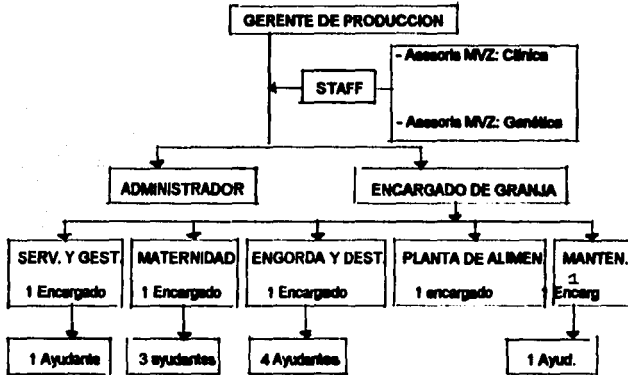 GERENTE DE PRODUCCION
- Asesoria MVZ: Clínica
STAFF
- Asesoria MVZ: Genética
ADMINISTRADOR
ENCARGADO DE GRANJA
SERV. Y GEST.
1 Encargado
MATERNIDAD
1 Encargado
ENGORDA Y DEST.
1 Encargado
PLANTA DE ALIMEN
1 encargado
MANTEN.
1 Encarg
1 Ayudante
3 ayudantes
4 Ayudantes
1 Ayud.